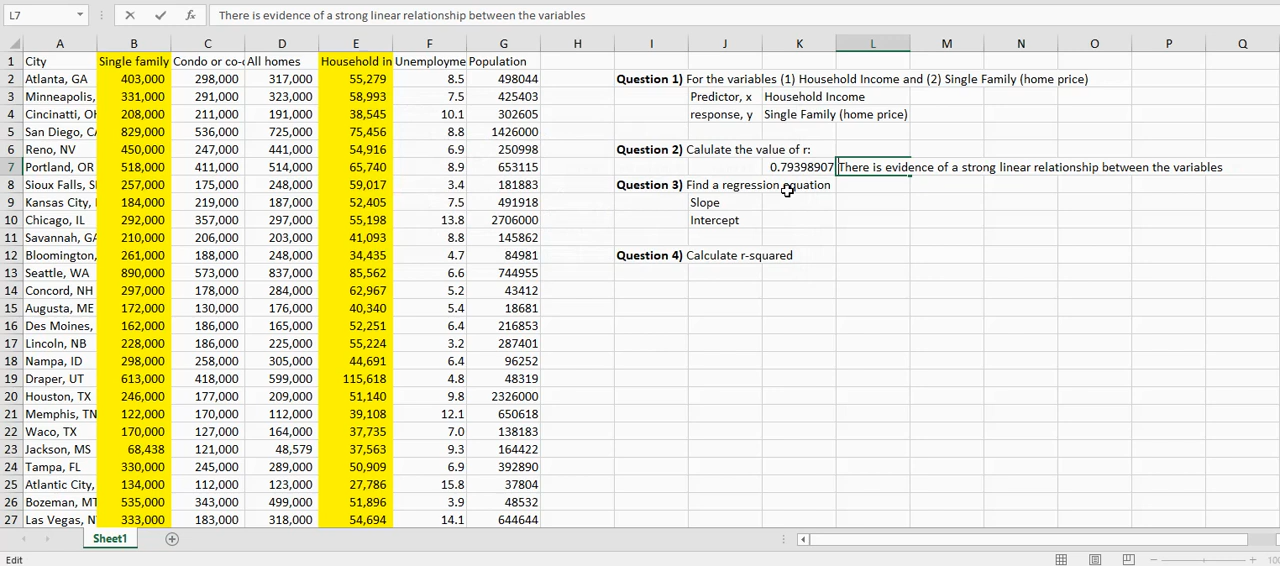 L7 fx There is evidence of a strong linear relationship between the variables
A B C D E F G H I J K L M N O P Q
1 City Single family Condo or co- All homes Household in Unemployme Population
2 Atlanta, GA 403,000 298,000 317,000 55,279 8.5 498044 Question 1) For the variables (1) Household Income and (2) Single Family (home price)
3 Minneapolis, 331,000 291,000 323,000 58,993 7.5 425403 Predictor, x Household Income
4 Cincinatti, OH 208,000 211,000 191,000 38,545 10.1 302605 response, y Single Family (home price)
5 San Diego, CA 829,000 536,000 725,000 75,456 8.8 1426000
6 Reno, NV 450,000 247,000 441,000 54,916 6.9 250998 Question 2) Calulate the value of r:
7 Portland, OR 518,000 411,000 514,000 65,740 8.9 653115 0.79398907 There is evidence of a strong linear relationship between the variables
8 Sioux Falls, S 257,000 175,000 248,000 59,017 3.4 181883 Question 3) Find a regression equation
9 Kansas City, 184,000 219,000 187,000 52,405 7.5 491918 Slope
10 Chicago, IL 292,000 357,000 297,000 55,198 13.8 2706000 Intercept
11 Savannah, GA 210,000 206,000 203,000 41,093 8.8 145862
12 Bloomington, 261,000 188,000 248,000 34,435 4.7 84981 Question 4) Calculate r-squared
13 Seattle, WA 890,000 573,000 837,000 85,562 6.6 744955
14 Concord, NH 297,000 178,000 284,000 62,967 5.2 43412
15 Augusta, ME 172,000 130,000 176,000 40,340 5.4 18681
16 Des Moines, 162,000 186,000 165,000 52,251 6.4 216853
17 Lincoln, NB 228,000 186,000 225,000 55,224 3.2 287401
18 Nampa, ID 298,000 258,000 305,000 44,691 6.4 96252
19 Draper, UT 613,000 418,000 599,000 115,618 4.8 48319
20 Houston, TX 246,000 177,000 209,000 51,140 9.8 2326000
21 Memphis, TN 122,000 170,000 112,000 39,108 12.1 650618
22 Waco, TX 170,000 127,000 164,000 37,735 7.0 138183
23 Jackson, MS 68,438 121,000 48,579 37,563 9.3 164422
24 Tampa, FL 330,000 245,000 289,000 50,909 6.9 392890
25 Atlantic City, 134,000 112,000 123,000 27,786 15.8 37804
26 Bozeman, MT 535,000 343,000 499,000 51,896 3.9 48532
27 Las Vegas, N 333,000 183,000 318,000 54,694 14.1 644644
Sheet1
Edit 100